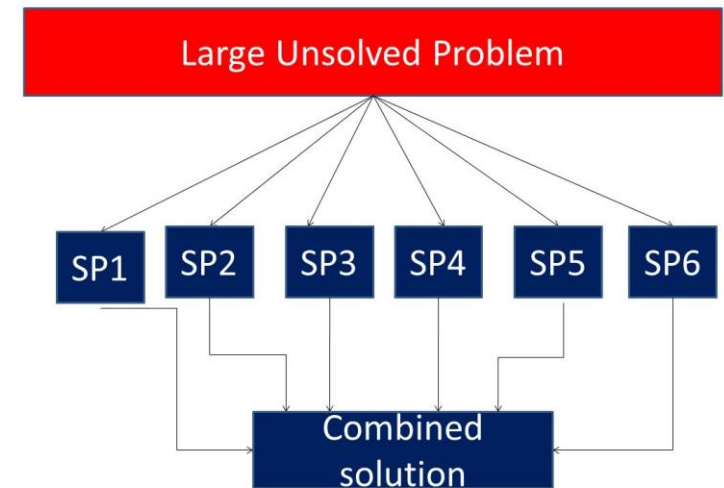 Large Unsolved Problem
SP1
SP2
SP3
SP4
SP5
SP6
Combined
solution